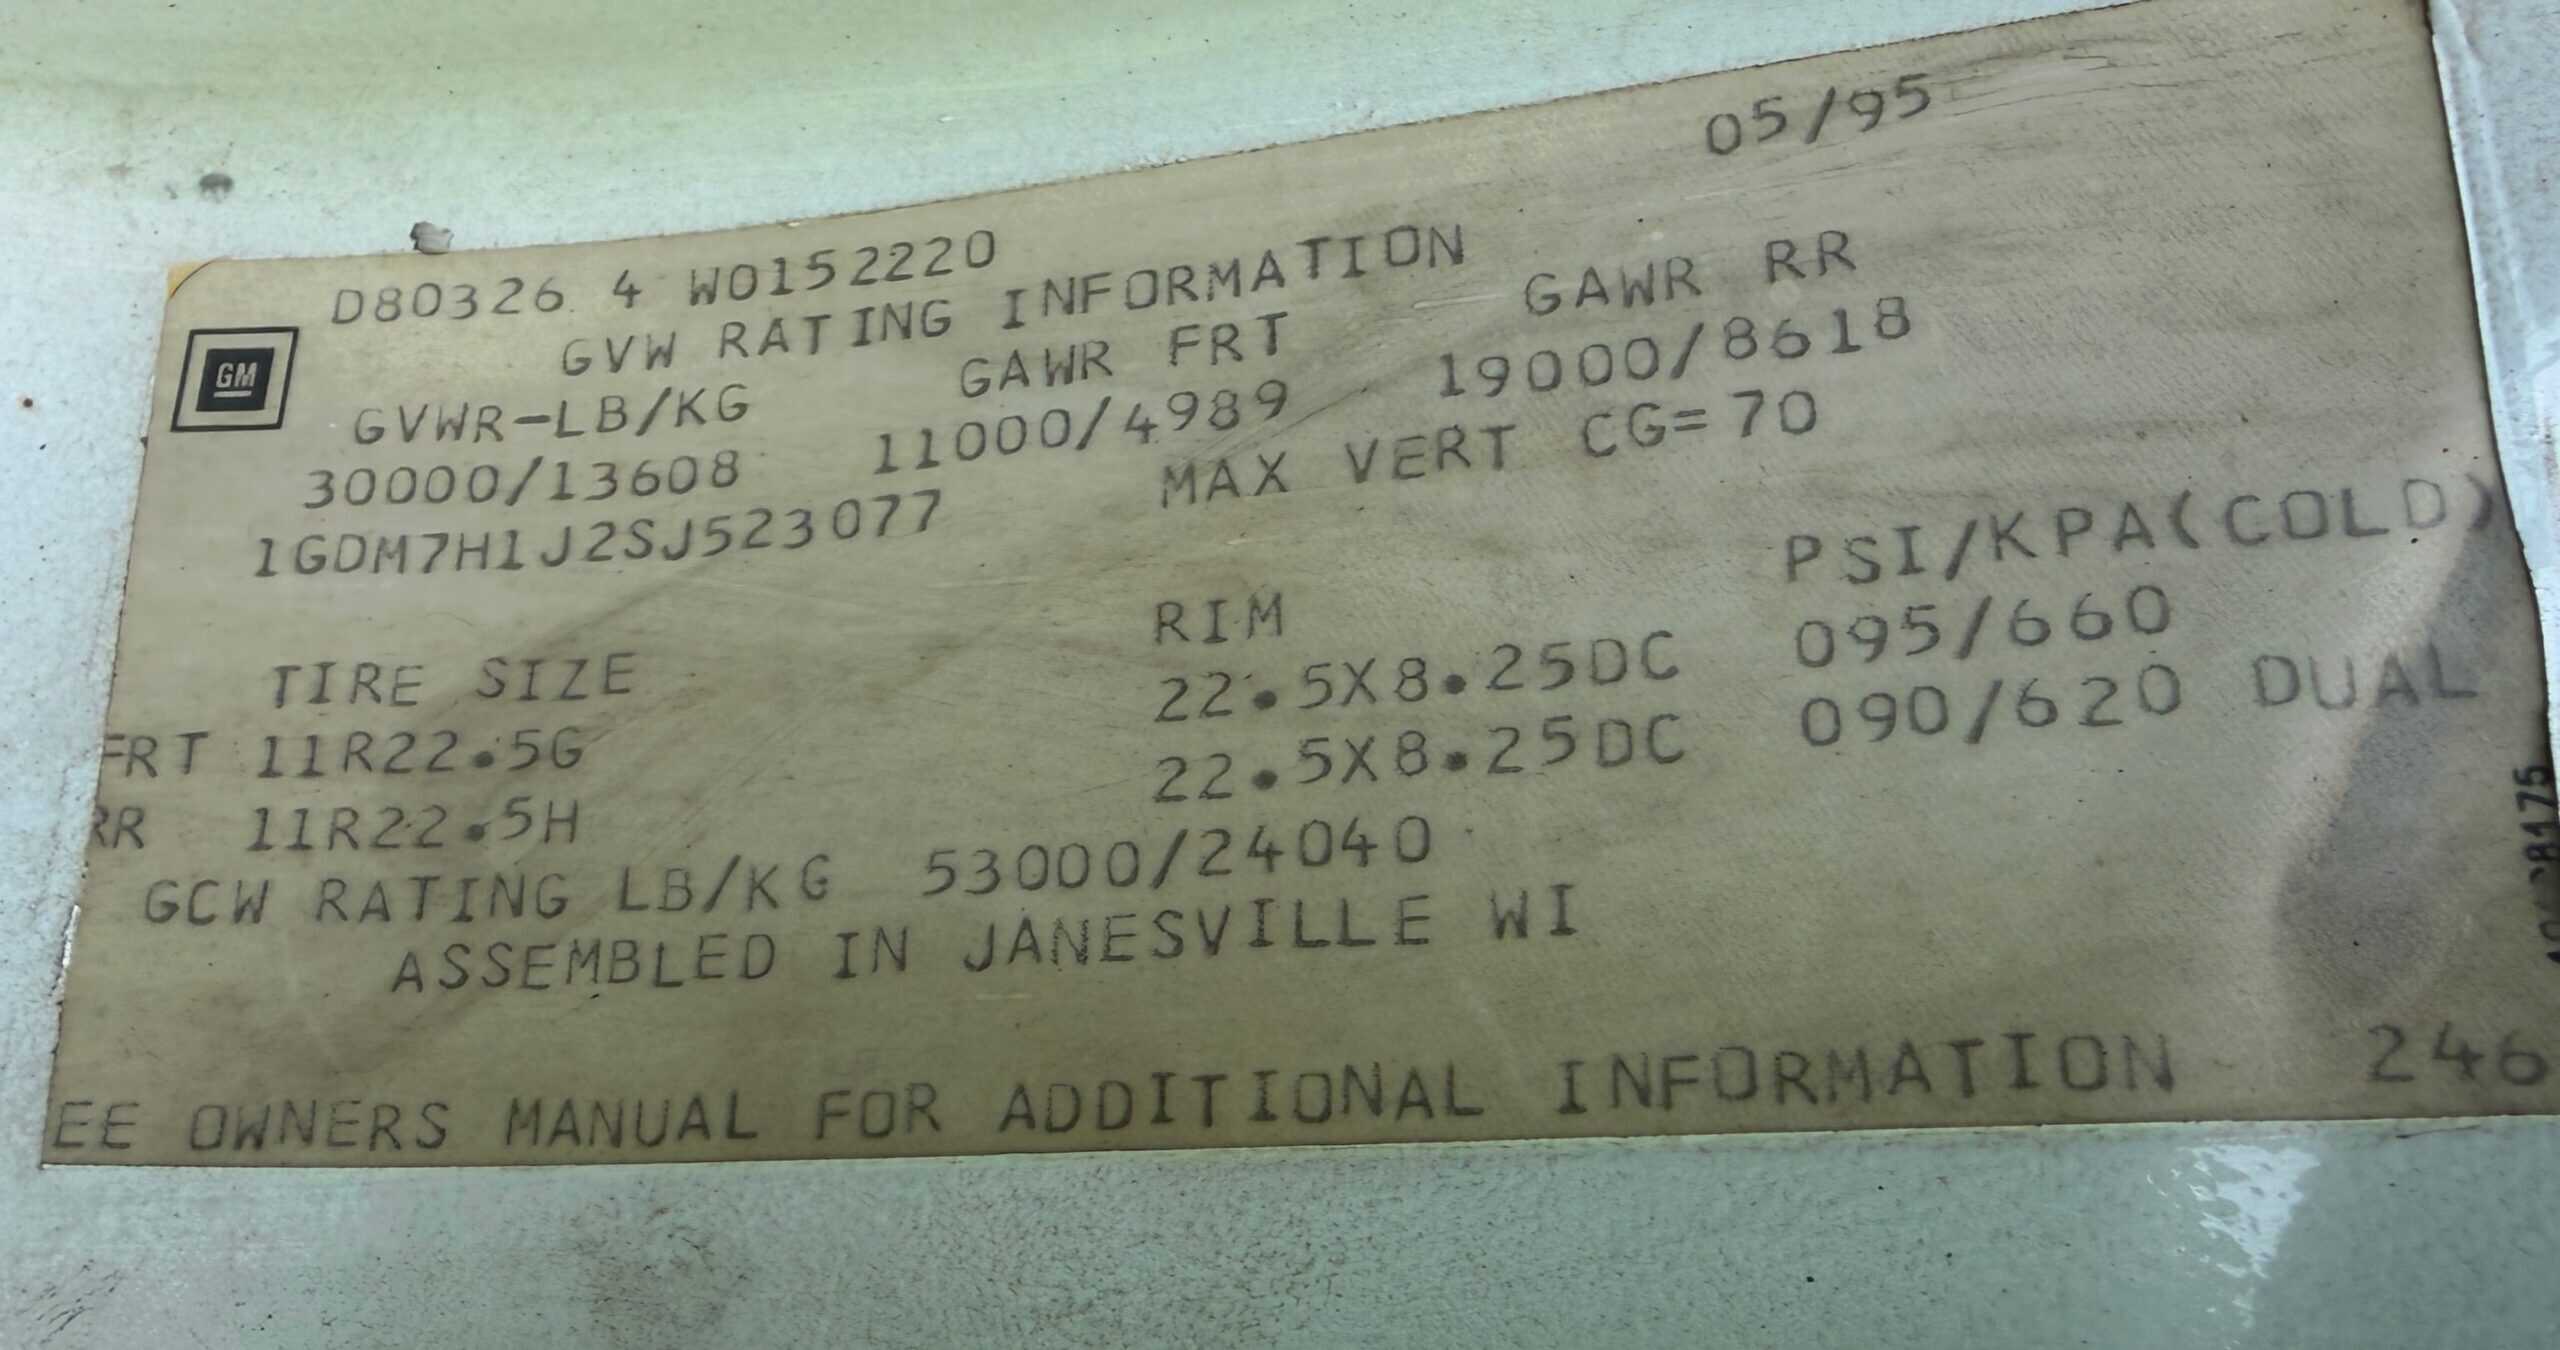 05/95
D80326 4 W0152220
GVW RATING INFORMATION
GM
GVWR-LB/KG GAWR FRT GAWR RR
30000/13608 11000/4989 19000/8618
1GDM7H1J2SJ523077 MAX VERT CG=70
TIRE SIZE RIM PSI/KPA(COLD)
FRT 11R22.5G 22.5X8.25DC 095/660
RR 11R22.5H 22.5X8.25DC 090/620 DUAL
GCW RATING LB/KG 53000/24040
ASSEMBLED IN JANESVILLE WI
EE OWNERS MANUAL FOR ADDITIONAL INFORMATION 246